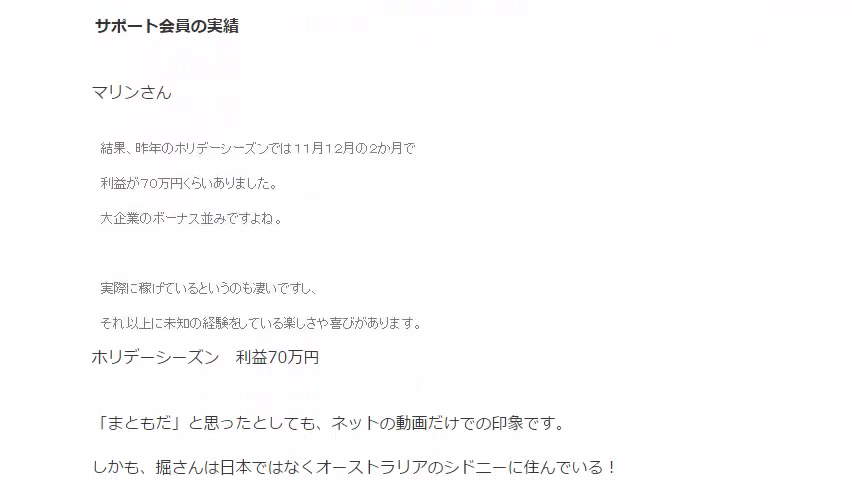 サポート会員の実績
マリンさん
結果、昨年のホリデーシーズンでは１１月１２月の２か月で
利益が７０万円くらいありました。
大企業のボーナス並みですよね。
実際に稼げているというのも凄いですし、
それ以上に未知の経験をしている楽しさや喜びがあります。
ホリデーシーズン　利益70万円
「まともだ」と思ったとしても、ネットの動画だけでの印象です。
しかも、掘さんは日本ではなくオーストラリアのシドニーに住んでいる！